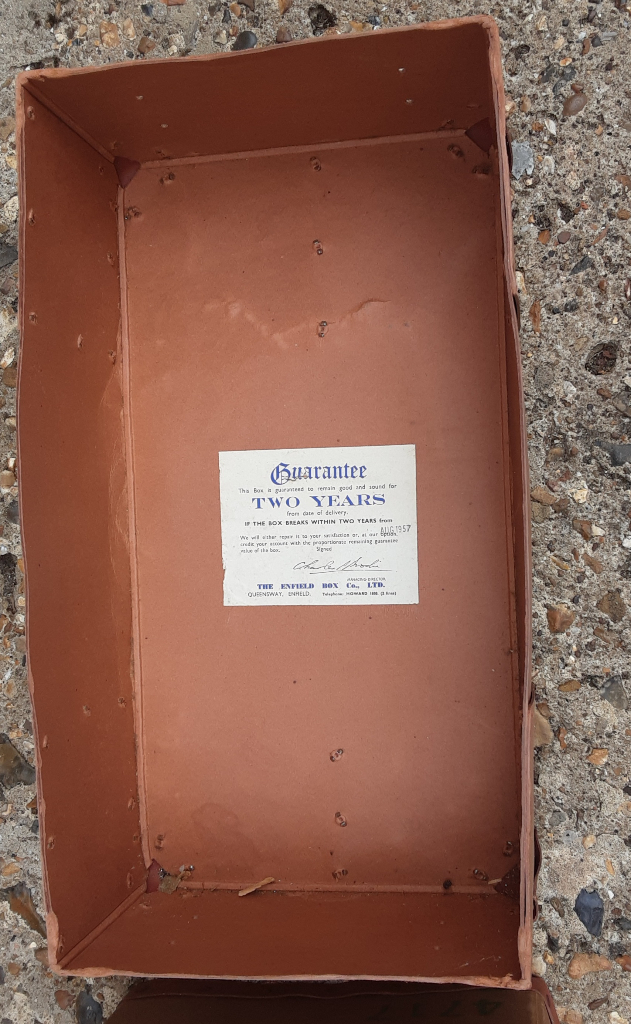 Guarantee
This Box is guaranteed to remain good and sound for
TWO YEARS
from date of delivery.
IF THE BOX BREAKS WITHIN TWO YEARS from
AUG 1957
We will either repair it to your satisfaction or, at our option,
credit your account with the proportionate remaining guarantee
value of the box.
Signed
MANAGING DIRECTOR
THE ENFIELD BOX Co., LTD.
QUEENSWAY, ENFIELD. Telephone: HOWARD (2 lines)